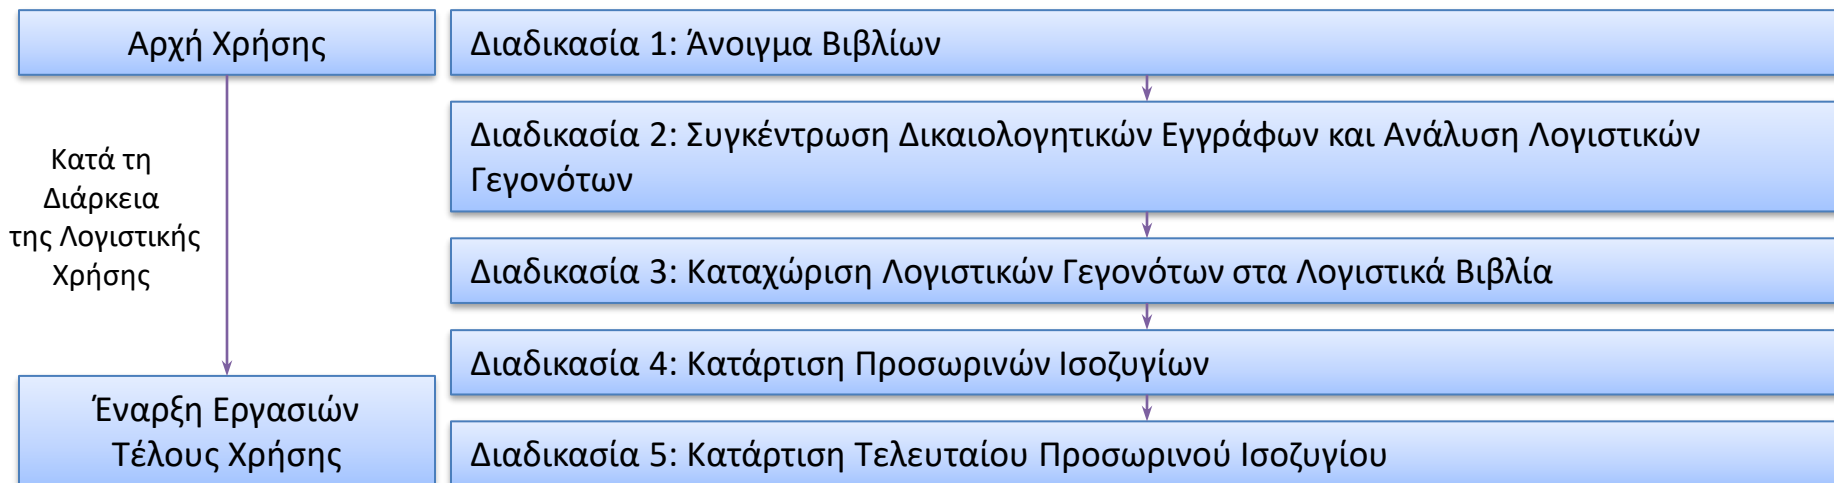 Αρχή Χρήσης
Διαδικασία 1: Άνοιγμα Βιβλίων
Διαδικασία 2: Συγκέντρωση Δικαιολογητικών Εγγράφων και Ανάλυση Λογιστικών
Γεγονότων
Κατά τη
Διάρκεια
της Λογιστικής
Χρήσης
Διαδικασία 3: Καταχώριση Λογιστικών Γεγονότων στα Λογιστικά Βιβλία
Διαδικασία 4: Κατάρτιση Προσωρινών Ισοζυγίων
Έναρξη Εργασιών
Τέλους Χρήσης
Διαδικασία 5: Κατάρτιση Τελευταίου Προσωρινού Ισοζυγίου